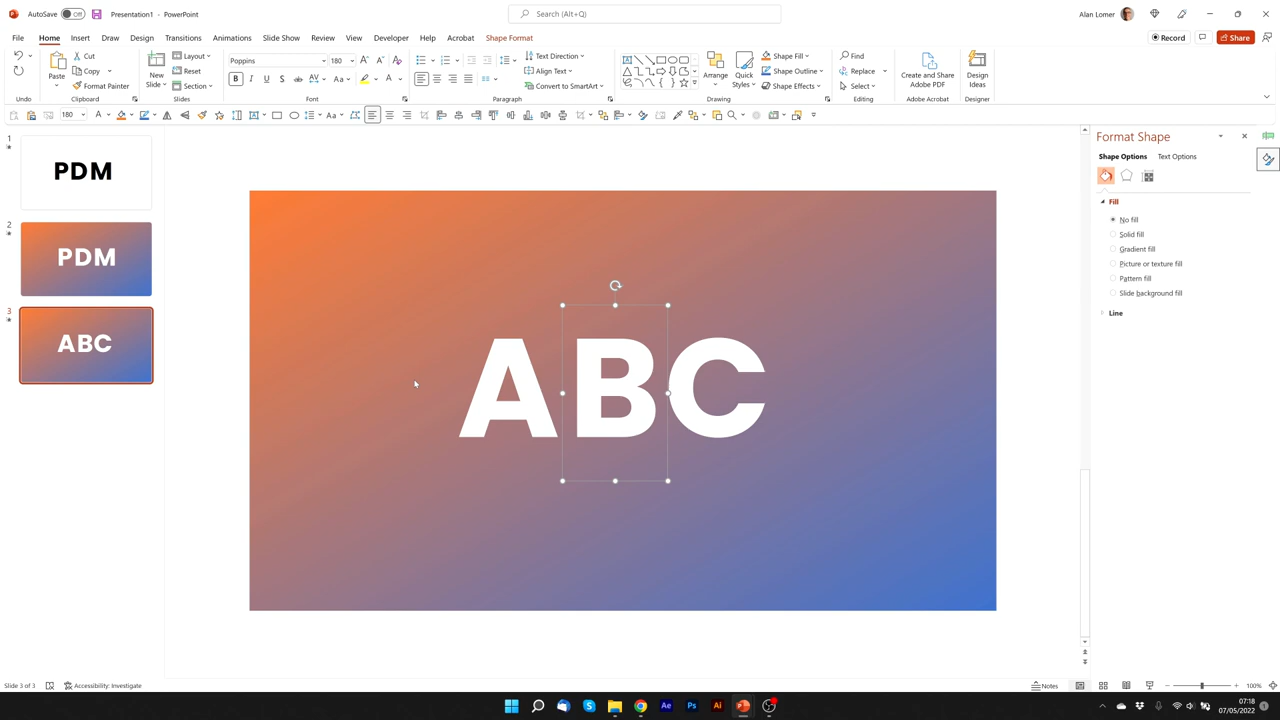 AutoSave Off Presentation1 - PowerPoint Search (Alt+Q) Alan Lomer
File Home Insert Draw Design Transitions Animations Slide Show Review View Developer Help Acrobat Shape Format Record Share
Cut Layout Poppins 180 Text Direction Shape Fill Find
Paste Copy New Slide Reset Align Text Arrange Quick Styles Shape Outline Replace Create and Share Adobe PDF Design Ideas
Format Painter Section Convert to SmartArt Shape Effects Select
Undo Clipboard Slides Font Paragraph Drawing Editing Adobe Acrobat Designer
180
1
PDM
2
PDM
3
ABC
ABC
Format Shape
Shape Options Text Options
Fill
No fill
Solid fill
Gradient fill
Picture or texture fill
Pattern fill
Slide background fill
Line
Slide 3 of 3 Accessibility: Investigate Notes 100%
07:18
07/05/2022